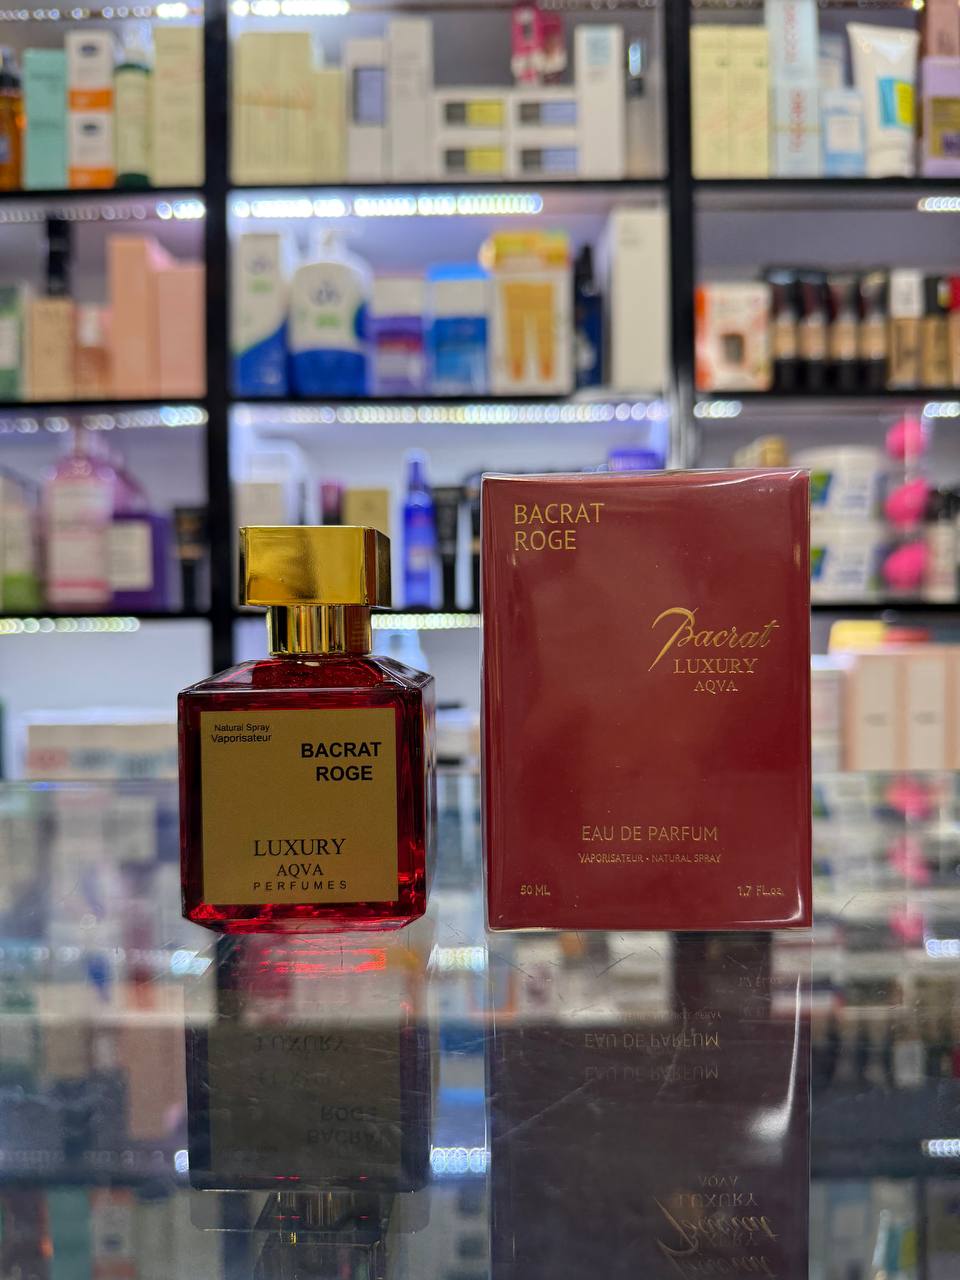 Natural Spray
Vaporisateur
BACRAT
ROGE
LUXURY
AQVA
PERFUMES
BACRAT
ROGE
Bacrat
LUXURY
AQVA
EAU DE PARFUM
VAPORISATEUR • NATURAL SPRAY
50 ML
1.7 FL.oz.